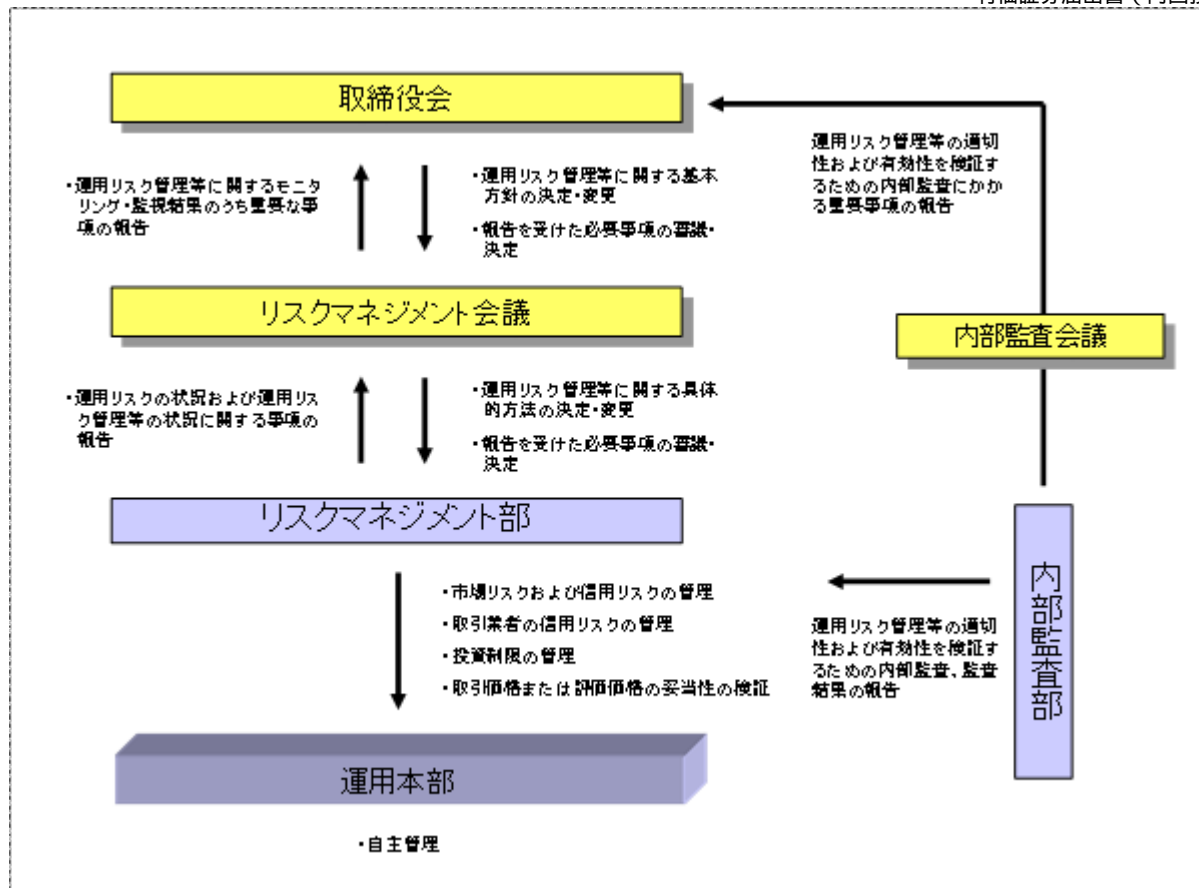 取締役会
・運用リスク管理等に関するモニ
タリング・監視結果のうち重要な事
項の報告
・運用リスク管理等に関する基本
方針の決定・変更
・報告を受けた必要事項の審議・
決定
運用リスク管理等の適切
性および有効性を検証す
るための内部監査にかか
る重要事項の報告
リスクマネジメント会議
内部監査会議
・運用リスクの状況および運用リス
ク管理等の状況に関する事項の
報告
・運用リスク管理等に関する具体
的方法の決定・変更
・報告を受けた必要事項の審議・
決定
リスクマネジメント部
・市場リスクおよび信用リスクの管理
・取引業者の信用リスクの管理
・投資制限の管理
・取引価格または評価価格の妥当性の検証
運用リスク管理等の適切
性および有効性を検証す
るための内部監査、監査
結果の報告
内部監査部
運用本部
・自主管理